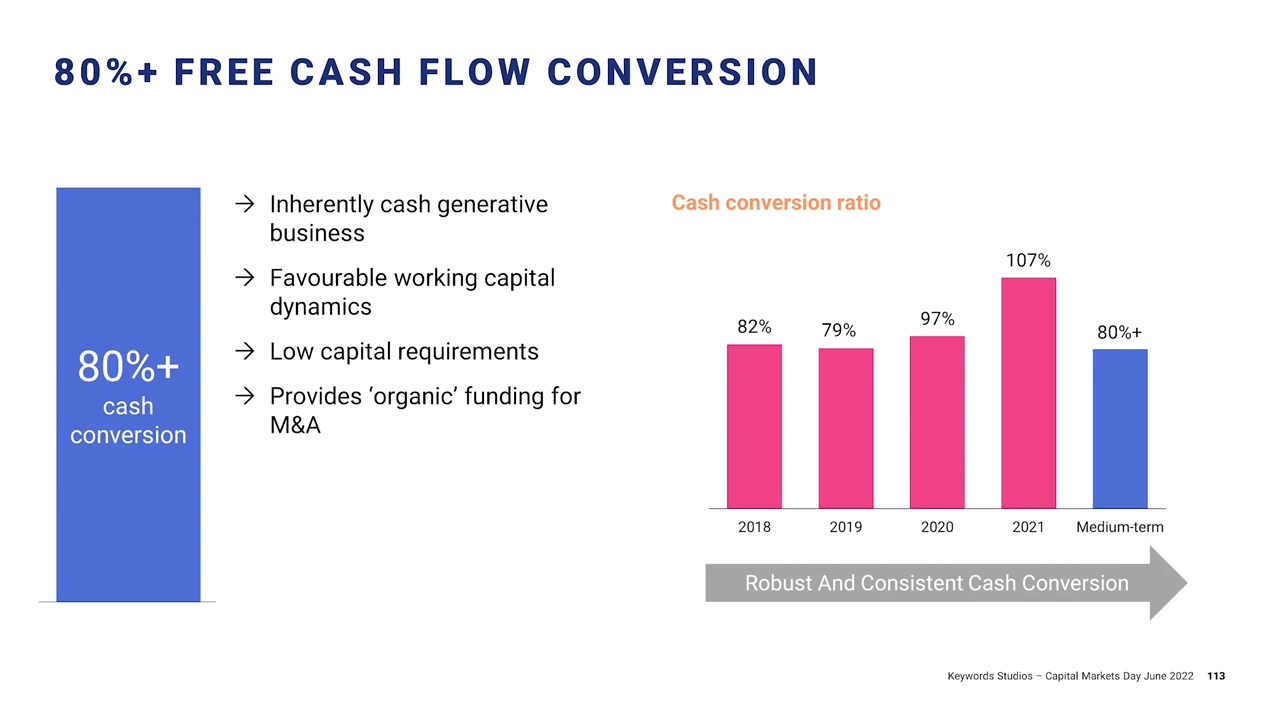 80%+ FREE CASH FLOW CONVERSION
80%+
cash
conversion
→ Inherently cash generative
business
→ Favourable working capital
dynamics
→ Low capital requirements
→ Provides ‘organic’ funding for
M&A
Cash conversion ratio
82%
79%
97%
107%
80%+
2018
2019
2020
2021
Medium-term
Robust And Consistent Cash Conversion
Keywords Studios – Capital Markets Day June 2022 113